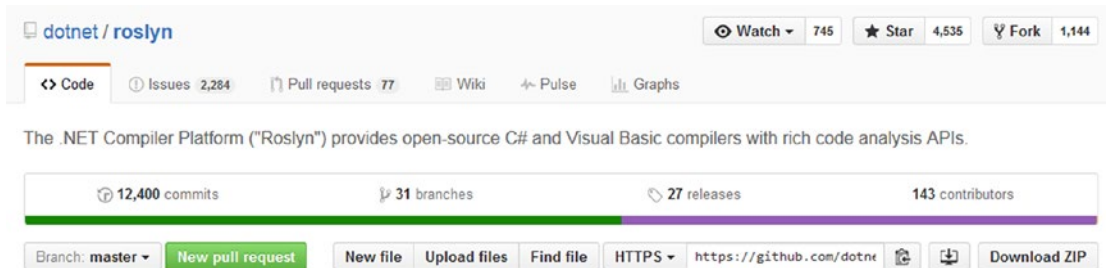 dotnet / roslyn Watch 745 Star 4,535 Fork 1,144
Code Issues 2,284 Pull requests 77 Wiki Pulse Graphs
The .NET Compiler Platform ("Roslyn") provides open-source C# and Visual Basic compilers with rich code analysis APIs.
12,400 commits 31 branches 27 releases 143 contributors
Branch: master New pull request New file Upload files Find file HTTPS https://github.com/dotne Download ZIP